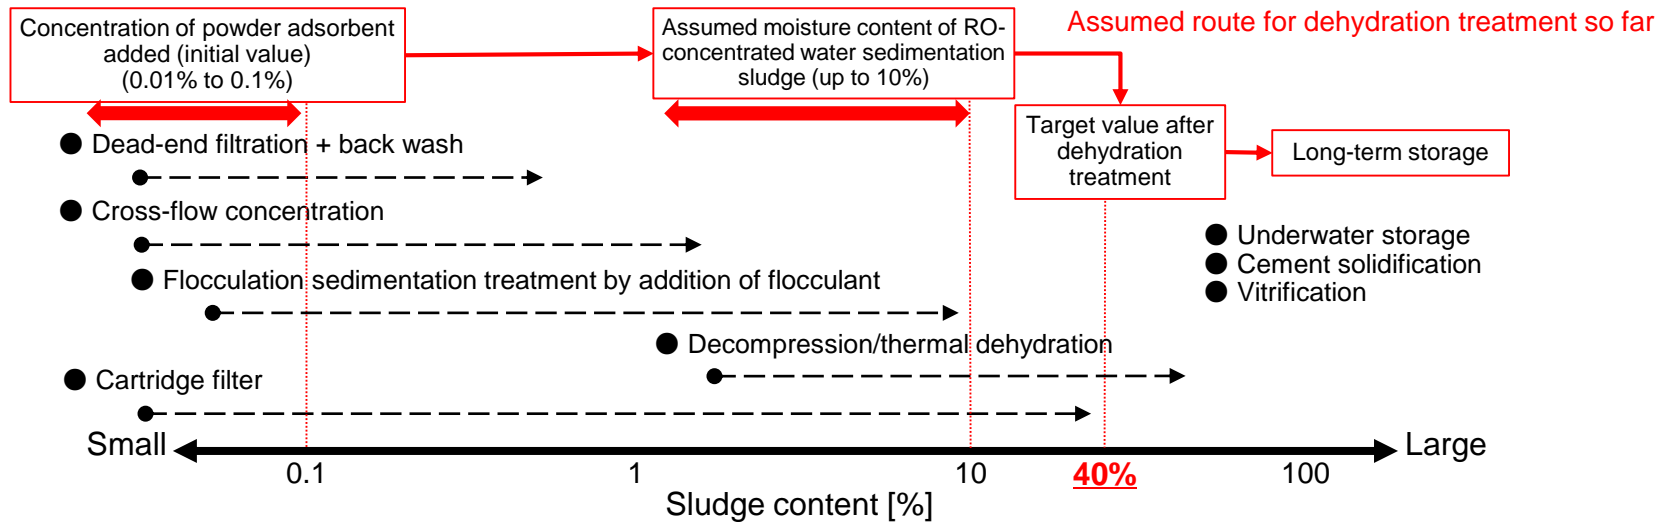 Assumed route for dehydration treatment so far
Concentration of powder adsorbent
added (initial value)
(0.01% to 0.1%)
Assumed moisture content of RO-
concentrated water sedimentation
sludge (up to 10%)
Target value after
dehydration
treatment
Long-term storage
● Dead-end filtration + back wash
● Cross-flow concentration
● Flocculation sedimentation treatment by addition of flocculant
● Decompression/thermal dehydration
● Cartridge filter
● Underwater storage
● Cement solidification
● Vitrification
Small
Large
0.1
1
10
40%
100
Sludge content [%]